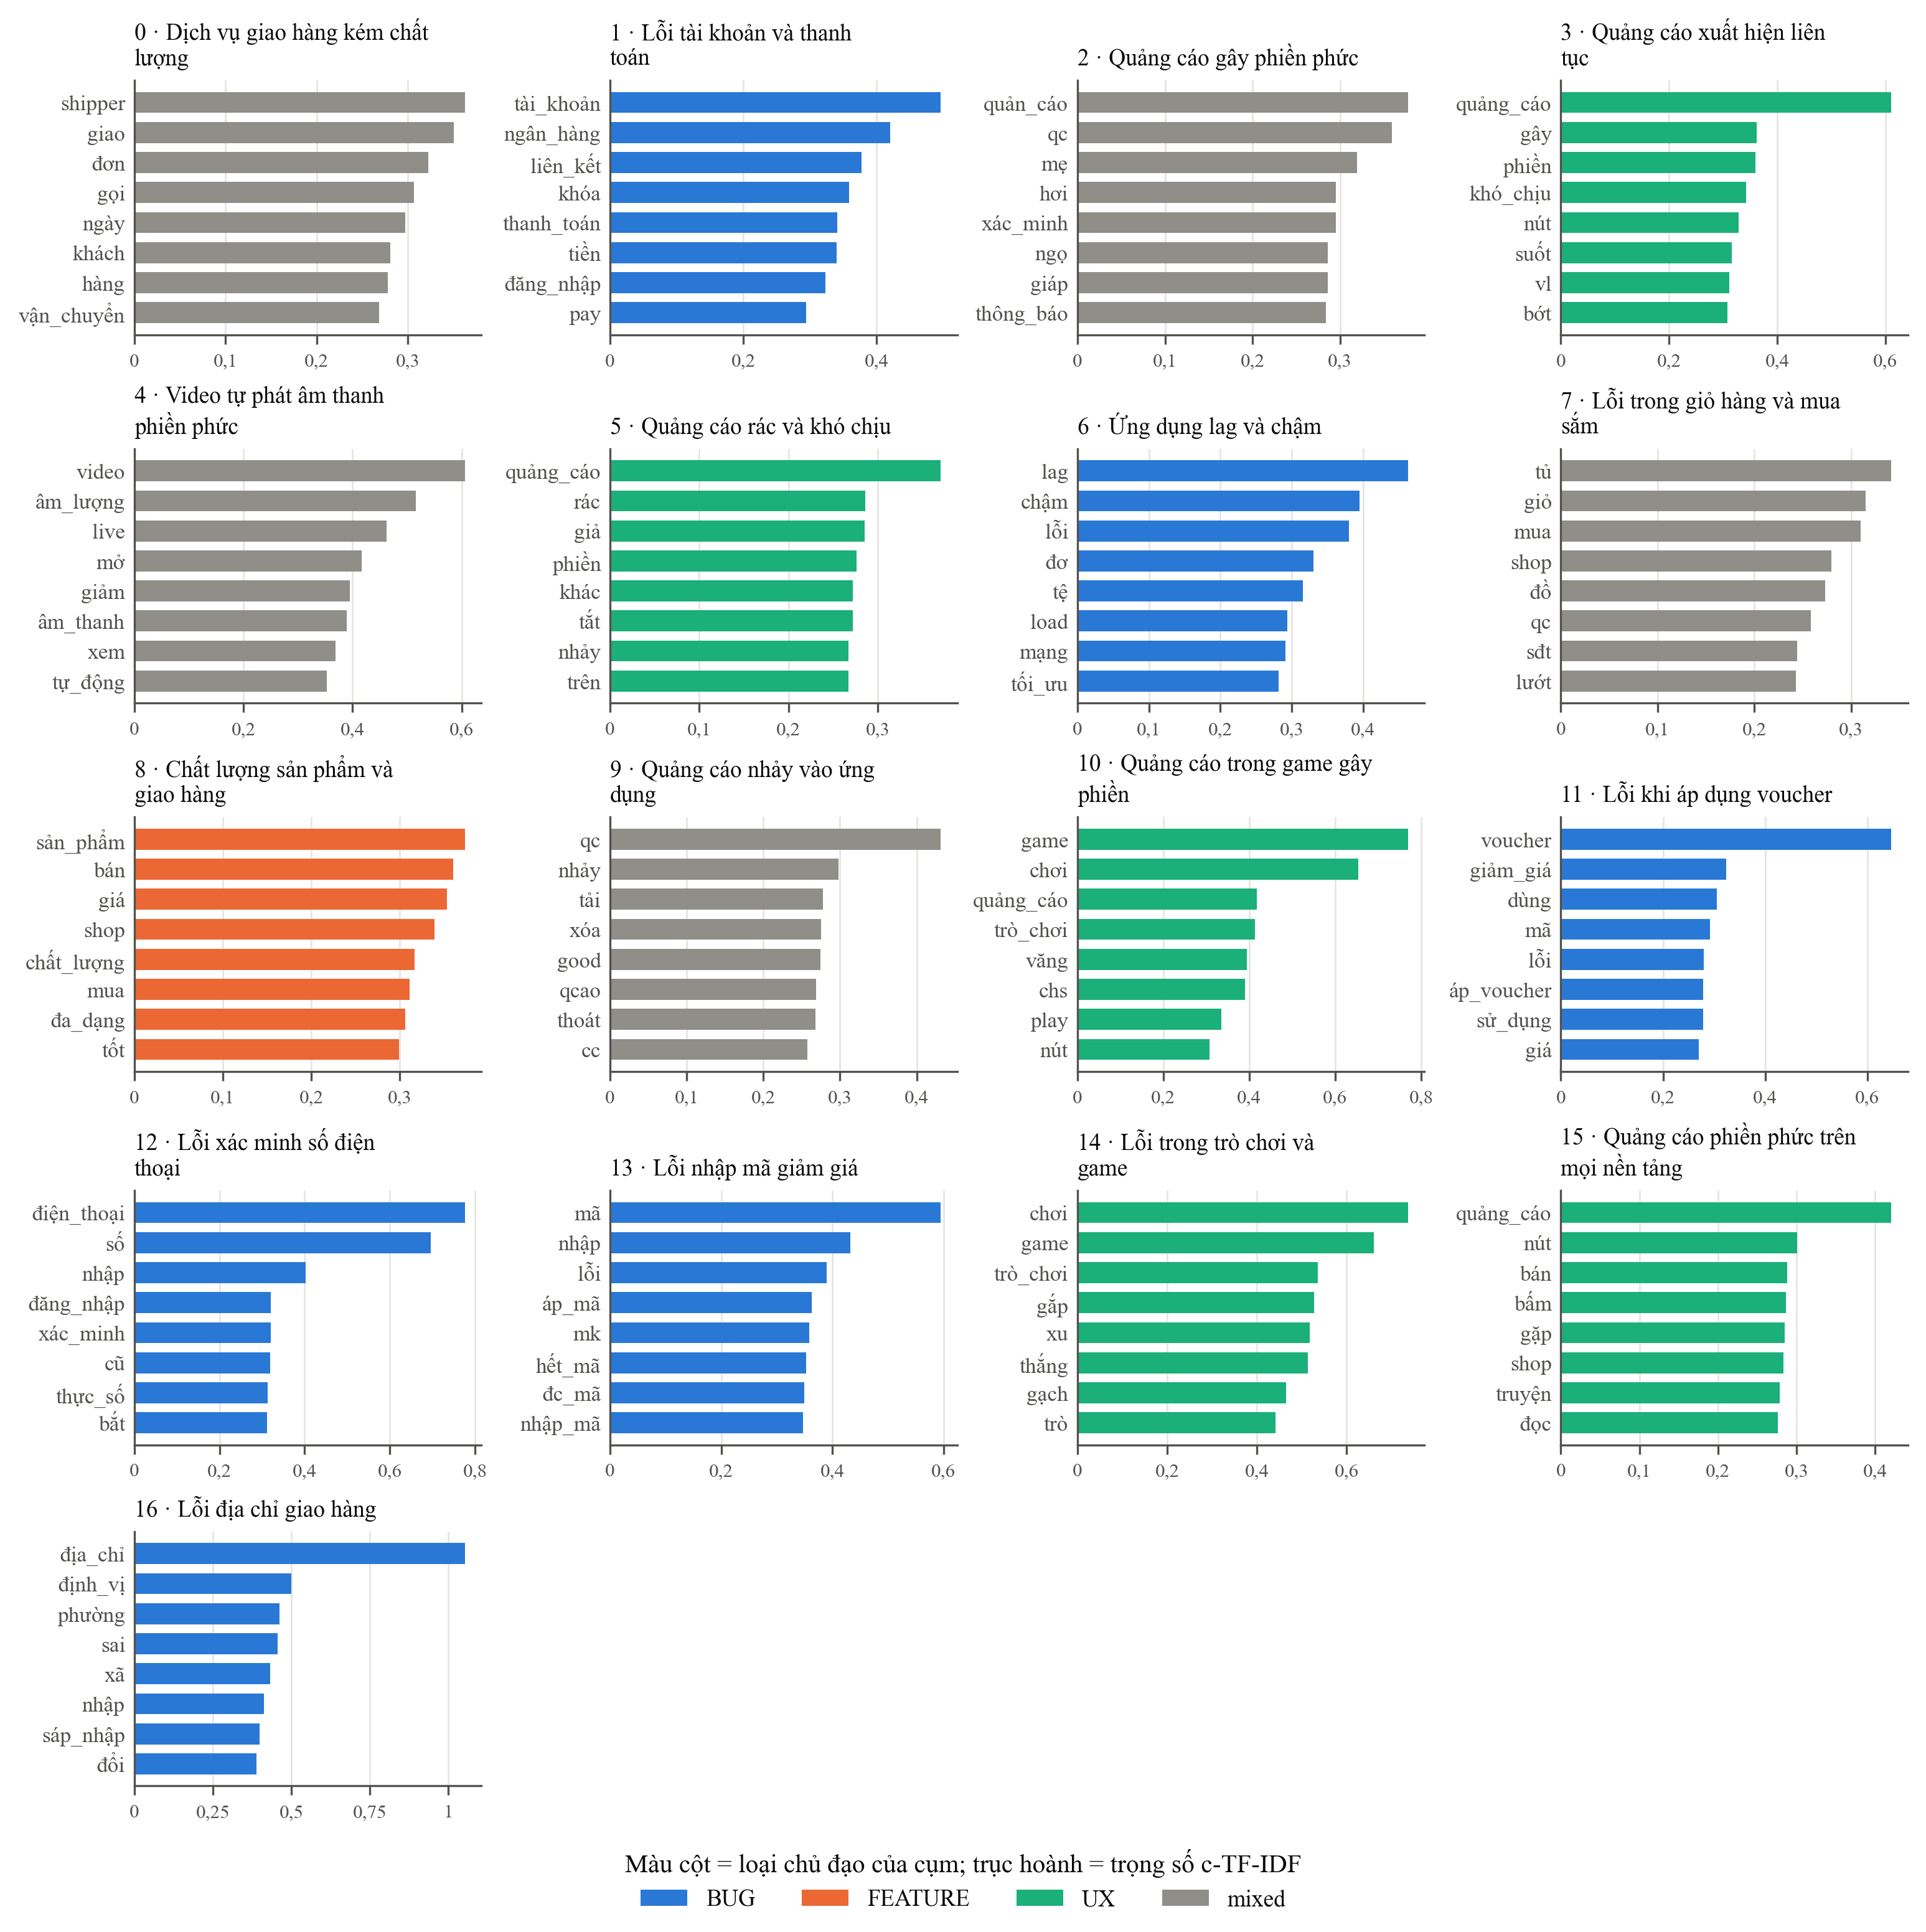 0 · Dịch vụ giao hàng kém chất
lượng
shipper
giao
đơn
gọi
ngày
khách
hàng
vận_chuyển
0 0,1 0,2 0,3
1 · Lỗi tài khoản và thanh
toán
tài_khoản
ngân_hàng
liên_kết
khóa
thanh_toán
tiền
đăng_nhập
pay
0 0,2 0,4
2 · Quảng cáo gây phiền phức
quản_cáo
qc
mẹ
hơi
xác_minh
ngọ
giáp
thông_báo
0 0,1 0,2 0,3
3 · Quảng cáo xuất hiện liên
tục
quảng_cáo
gây
phiền
khó_chịu
nút
suốt
vl
bớt
0 0,2 0,4 0,6
4 · Video tự phát âm thanh
phiền phức
video
âm_lượng
live
mở
giảm
âm_thanh
xem
tự_động
0 0,2 0,4 0,6
5 · Quảng cáo rác và khó chịu
quảng_cáo
rác
giả
phiền
khác
tắt
nhảy
trên
0 0,1 0,2 0,3
6 · Ứng dụng lag và chậm
lag
chậm
lỗi
đơ
tệ
load
mạng
tối_ưu
0 0,1 0,2 0,3 0,4
7 · Lỗi trong giỏ hàng và mua
sắm
tủ
giỏ
mua
shop
đồ
qc
sđt
lướt
0 0,1 0,2 0,3
8 · Chất lượng sản phẩm và
giao hàng
sản_phẩm
bán
giá
shop
chất_lượng
mua
đa_dạng
tốt
0 0,1 0,2 0,3
9 · Quảng cáo nhảy vào ứng
dụng
qc
nhảy
tải
xóa
good
qcao
thoát
cc
0 0,1 0,2 0,3 0,4
10 · Quảng cáo trong game gây
phiền
game
chơi
quảng_cáo
trò_chơi
văng
chs
play
nút
0 0,2 0,4 0,6 0,8
11 · Lỗi khi áp dụng voucher
voucher
giảm_giá
dùng
mã
lỗi
áp_voucher
sử_dụng
giá
0 0,2 0,4 0,6
12 · Lỗi xác minh số điện
thoại
điện_thoại
số
nhập
đăng_nhập
xác_minh
cũ
thực_số
bắt
0 0,2 0,4 0,6 0,8
13 · Lỗi nhập mã giảm giá
mã
nhập
lỗi
áp_mã
mk
hết_mã
đc_mã
nhập_mã
0 0,2 0,4 0,6
14 · Lỗi trong trò chơi và
game
chơi
game
trò_chơi
gắp
xu
thắng
gạch
trò
0 0,2 0,4 0,6
15 · Quảng cáo phiền phức trên
mọi nền tảng
quảng_cáo
nút
bán
bấm
gặp
shop
truyện
đọc
0 0,1 0,2 0,3 0,4
16 · Lỗi địa chỉ giao hàng
địa_chỉ
định_vị
phường
sai
xã
nhập
sáp_nhập
đổi
0 0,25 0,5 0,75 1
Màu cột = loại chủ đạo của cụm; trục hoành = trọng số c-TF-IDF
BUG FEATURE UX mixed